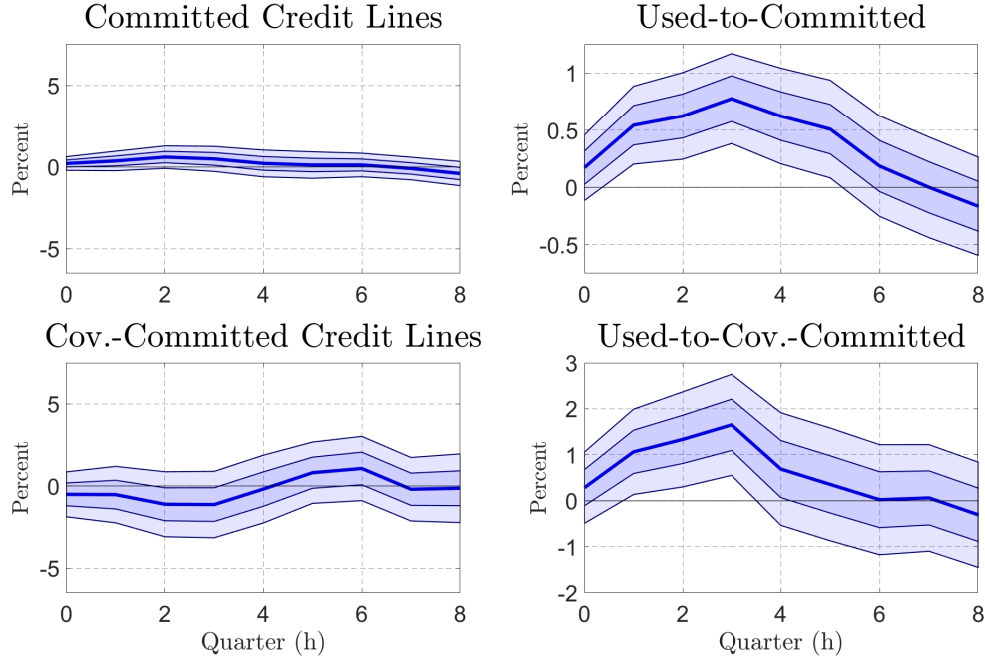 Committed Credit Lines
Percent
5
0
-5
0 2 4 6 8
Used-to-Committed
Percent
1
0.5
0
-0.5
0 2 4 6 8
Cov.-Committed Credit Lines
Percent
5
0
-5
0 2 4 6 8
Quarter (h)
Used-to-Cov.-Committed
Percent
3
2
1
0
-1
-2
0 2 4 6 8
Quarter (h)